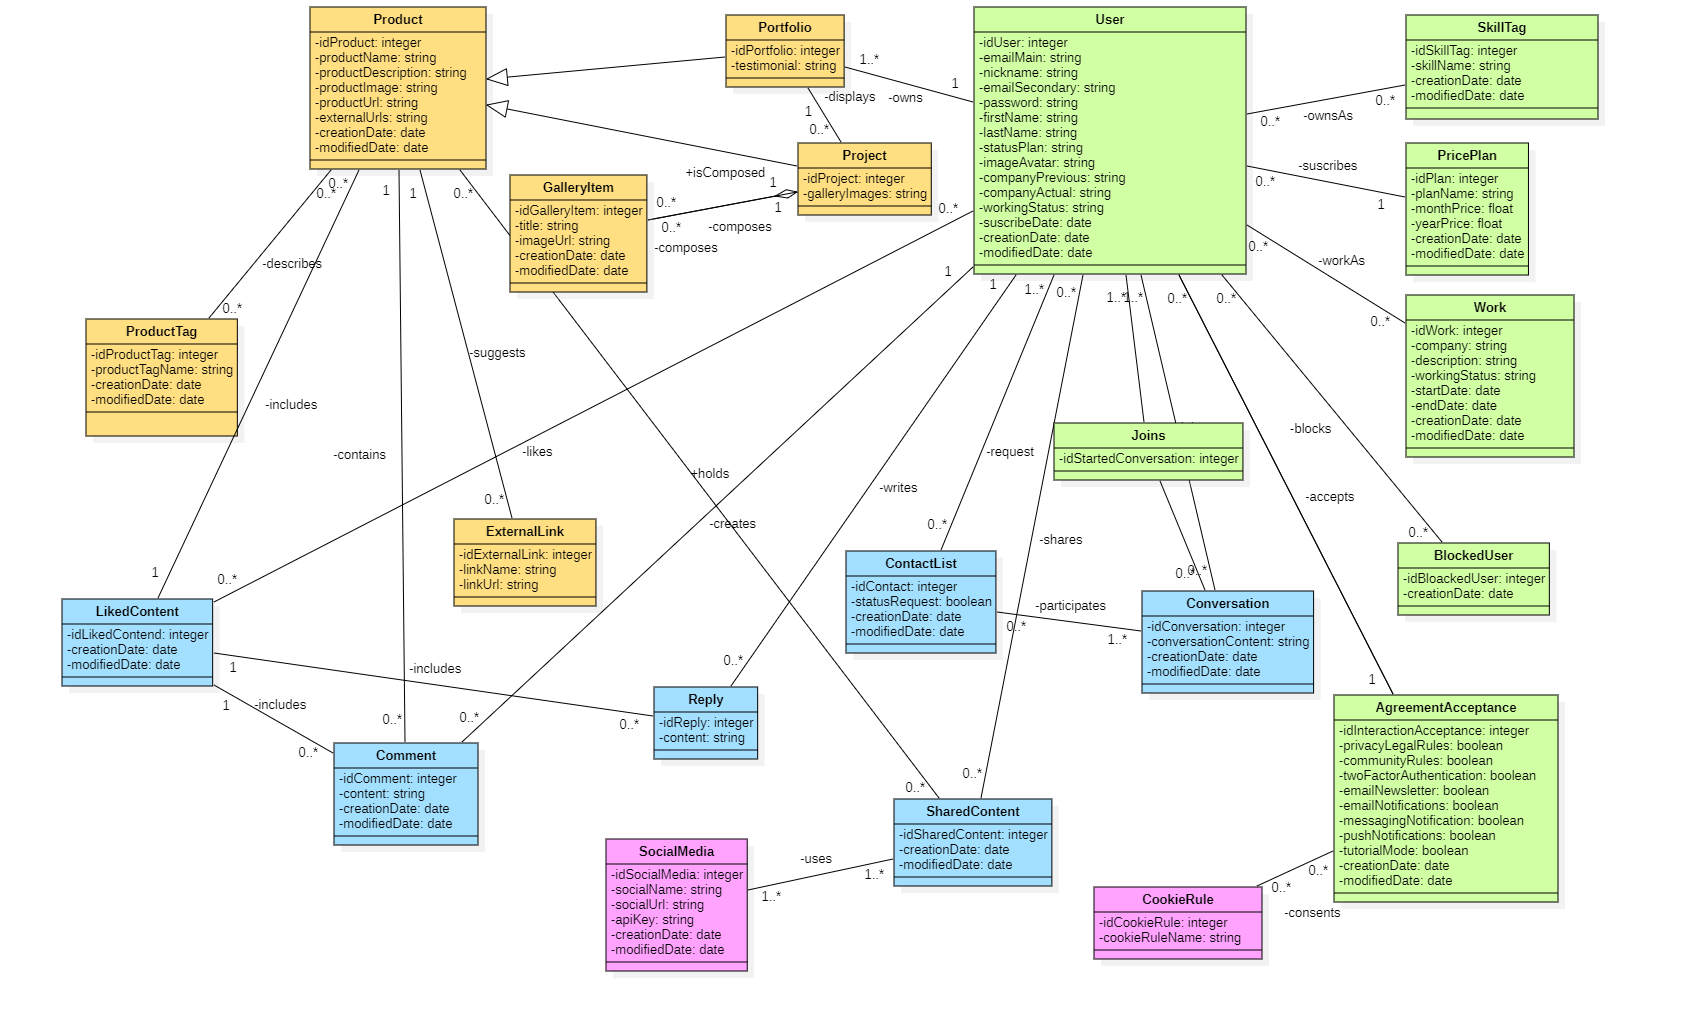 Product
-idProduct: integer
-productName: string
-productDescription: string
-productImage: string
-productUrl: string
-externalUrls: string
-creationDate: date
-modifiedDate: date
Portfolio
-idPortfolio: integer
-testimonial: string
User
-idUser: integer
-emailMain: string
-nickname: string
-emailSecondary: string
-password: string
-firstName: string
-lastName: string
-statusPlan: string
-imageAvatar: string
-companyPrevious: string
-companyActual: string
-workingStatus: string
-suscribeDate: date
-creationDate: date
-modifiedDate: date
SkillTag
-idSkillTag: integer
-skillName: string
-creationDate: date
-modifiedDate: date
1..*
1
-owns
-displays
1
0..*
0..*
0..*
-ownsAs
Project
-idProject: integer
-galleryImages: string
PricePlan
-idPlan: integer
-planName: string
-monthPrice: float
-yearPrice: float
-creationDate: date
-modifiedDate: date
-suscribes
0..*
1
+isComposed
1
1
0..*
0..*
-composes
-composes
GalleryItem
-idGalleryItem: integer
-title: string
-imageUrl: string
-creationDate: date
-modifiedDate: date
0..*
0..*
1
1
0..*
0..*
0..*
-workAs
0..*
-describes
0..*
1
1
1..*
0..*
1..*
1..*
0..*
0..*
Work
-idWork: integer
-company: string
-description: string
-workingStatus: string
-startDate: date
-endDate: date
-creationDate: date
-modifiedDate: date
ProductTag
-idProductTag: integer
-productTagName: string
-creationDate: date
-modifiedDate: date
-suggests
-includes
-contains
-likes
+holds
-creates
-writes
-request
-shares
-blocks
-accepts
Joins
-idStartedConversation: integer
0..*
ExternalLink
-idExternalLink: integer
-linkName: string
-linkUrl: string
0..*
ContactList
-idContact: integer
-statusRequest: boolean
-creationDate: date
-modifiedDate: date
-participates
0..*
1..*
0..*
0..*
Conversation
-idConversation: integer
-conversationContent: string
-creationDate: date
-modifiedDate: date
0..*
BlockedUser
-idBloackedUser: integer
-creationDate: date
1
0..*
LikedContent
-idLikedContend: integer
-creationDate: date
-modifiedDate: date
1
-includes
0..*
1
-includes
0..*
0..*
0..*
0..*
Reply
-idReply: integer
-content: string
Comment
-idComment: integer
-content: string
-creationDate: date
-modifiedDate: date
0..*
0..*
SharedContent
-idSharedContent: integer
-creationDate: date
-modifiedDate: date
-uses
1..*
1..*
SocialMedia
-idSocialMedia: integer
-socialName: string
-socialUrl: string
-apiKey: string
-creationDate: date
-modifiedDate: date
1
AgreementAcceptance
-idInteractionAcceptance: integer
-privacyLegalRules: boolean
-communityRules: boolean
-twoFactorAuthentication: boolean
-emailNewsletter: boolean
-emailNotifications: boolean
-messagingNotification: boolean
-pushNotifications: boolean
-tutorialMode: boolean
-creationDate: date
-modifiedDate: date
0..*
0..*
-consents
CookieRule
-idCookieRule: integer
-cookieRuleName: string